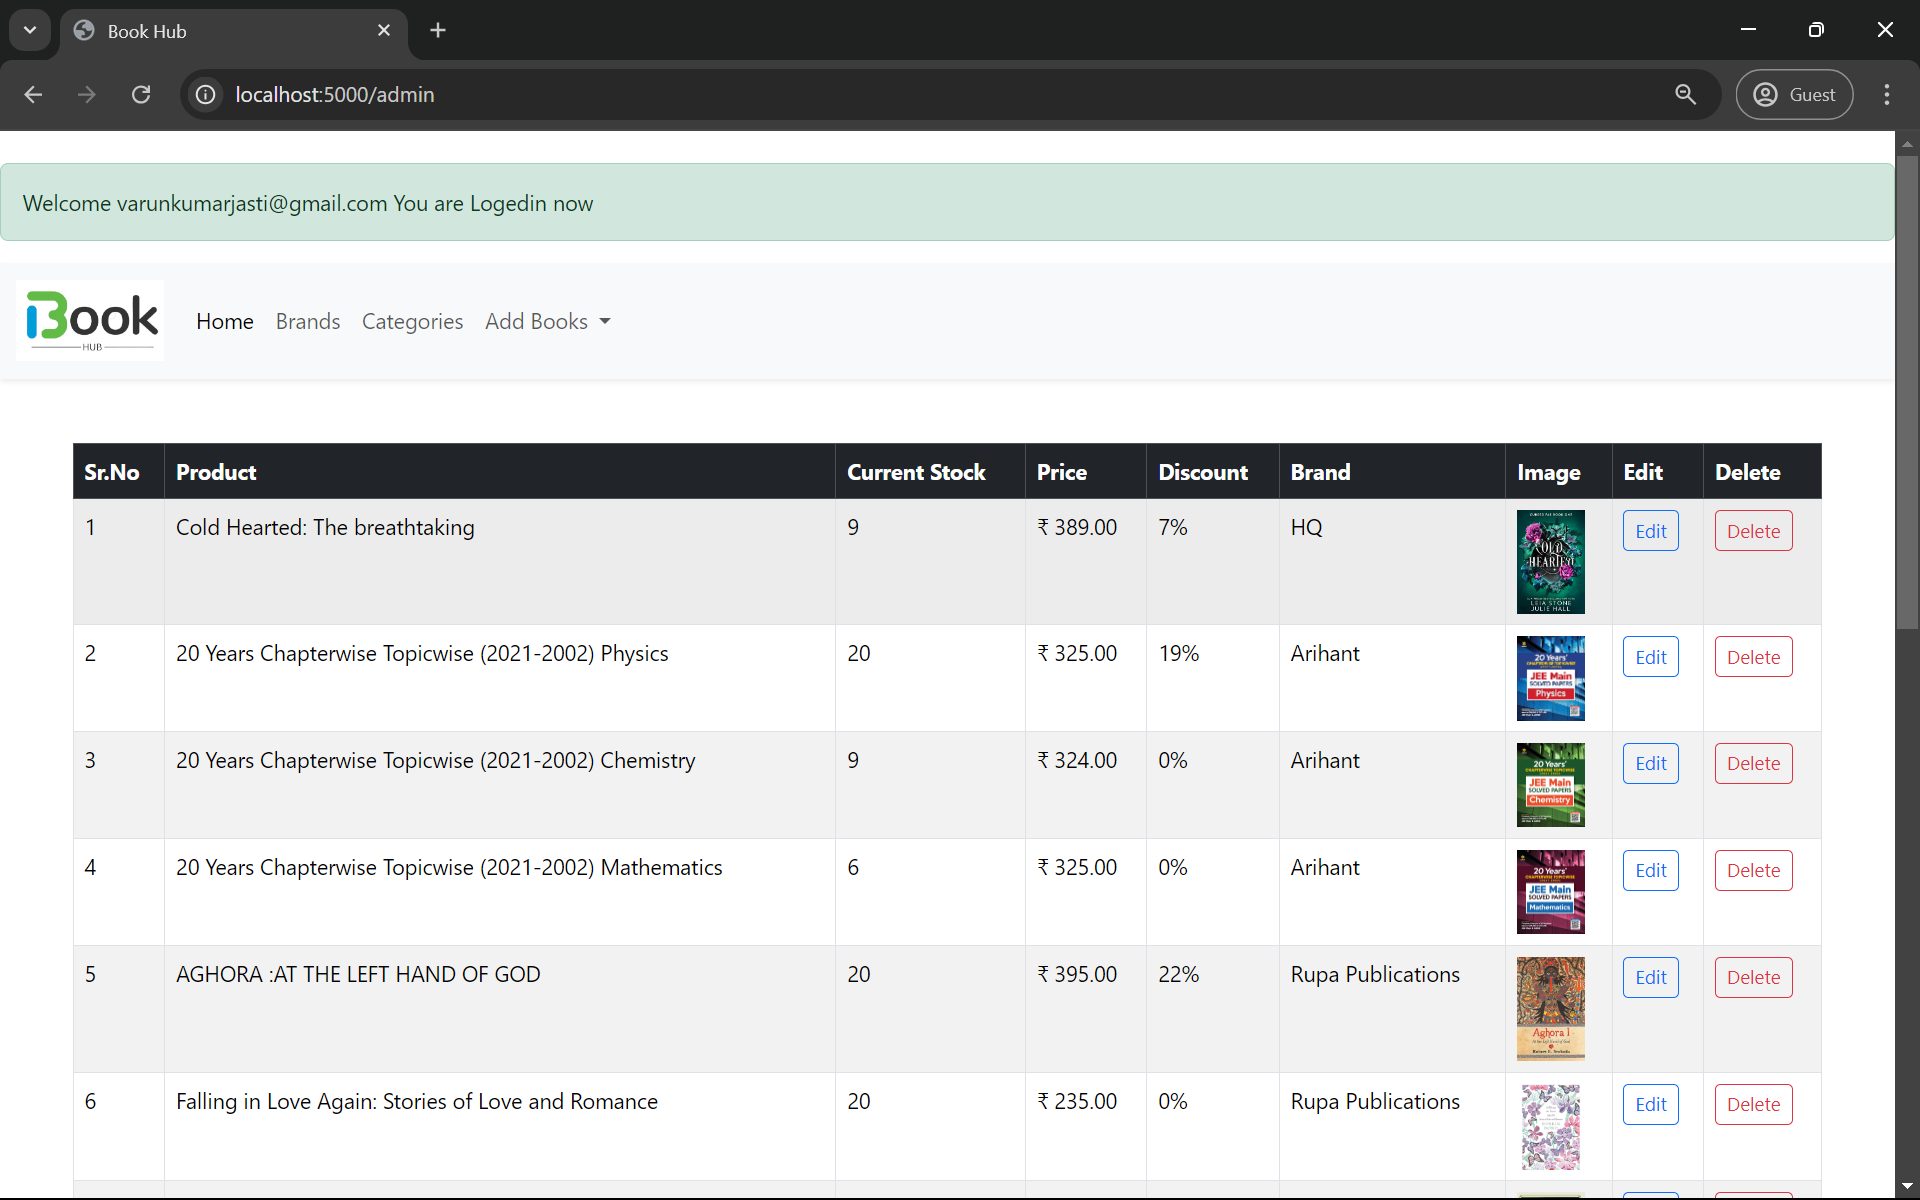 Book Hub
localhost:5000/admin
Guest
Welcome varunkumarjasti@gmail.com You are Logedin now
Book
HUB
Home Brands Categories Add Books
Sr.No Product Current Stock Price Discount Brand Image Edit Delete
1 Cold Hearted: The breathtaking 9 ₹ 389.00 7% HQ Edit Delete
COLD
HEARTED
LEIA STONE
JULIE HALL
2 20 Years Chapterwise Topicwise (2021-2002) Physics 20 ₹ 325.00 19% Arihant Edit Delete
20 Years'
CHAPTERWISE TOPICWISE
JEE Main
SOLVED PAPERS
Physics
3 20 Years Chapterwise Topicwise (2021-2002) Chemistry 9 ₹ 324.00 0% Arihant Edit Delete
20 Years'
CHAPTERWISE TOPICWISE
JEE Main
SOLVED PAPERS
Chemistry
4 20 Years Chapterwise Topicwise (2021-2002) Mathematics 6 ₹ 325.00 0% Arihant Edit Delete
20 Years'
CHAPTERWISE TOPICWISE
JEE Main
SOLVED PAPERS
Mathematics
5 AGHORA :AT THE LEFT HAND OF GOD 20 ₹ 395.00 22% Rupa Publications Edit Delete
Aghora I
6 Falling in Love Again: Stories of Love and Romance 20 ₹ 235.00 0% Rupa Publications Edit Delete